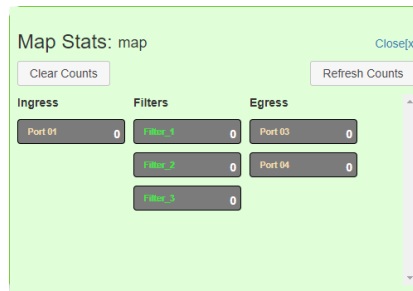 Map Stats: map
Close[x
Clear Counts
Refresh Counts
Ingress Filters Egress
Port 01 0 Filter_1 0 Port 03 0
Filter_2 0 Port 04 0
Filter_3 0